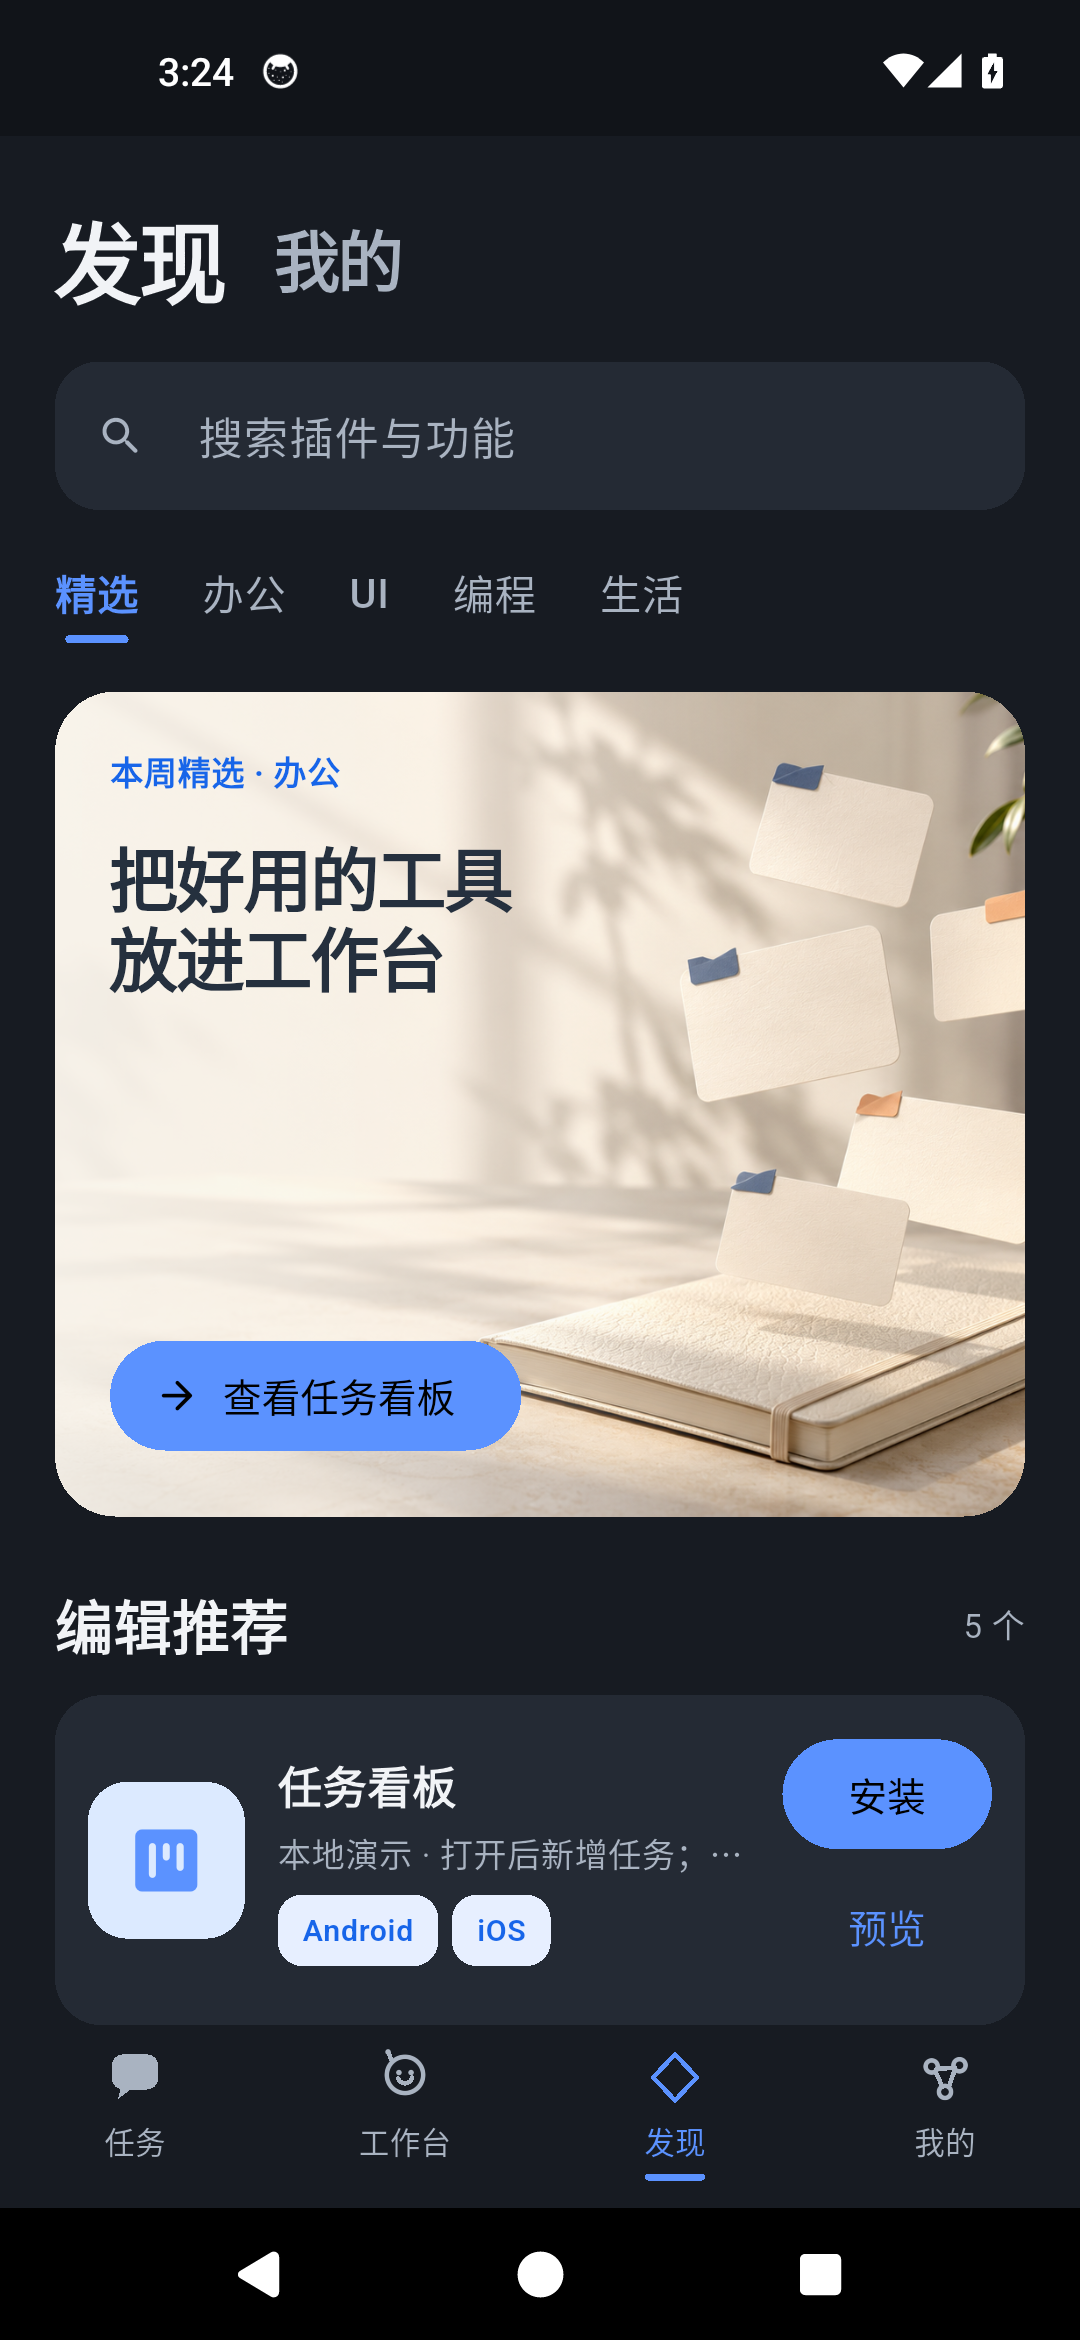 3:24
发现 我的
搜索插件与功能
精选 办公 UI 编程 生活
本周精选 · 办公
把好用的工具
放进工作台
查看任务看板
编辑推荐 5 个
任务看板
安装
本地演示 · 打开后新增任务；…
Android iOS
预览
任务 工作台 发现 我的